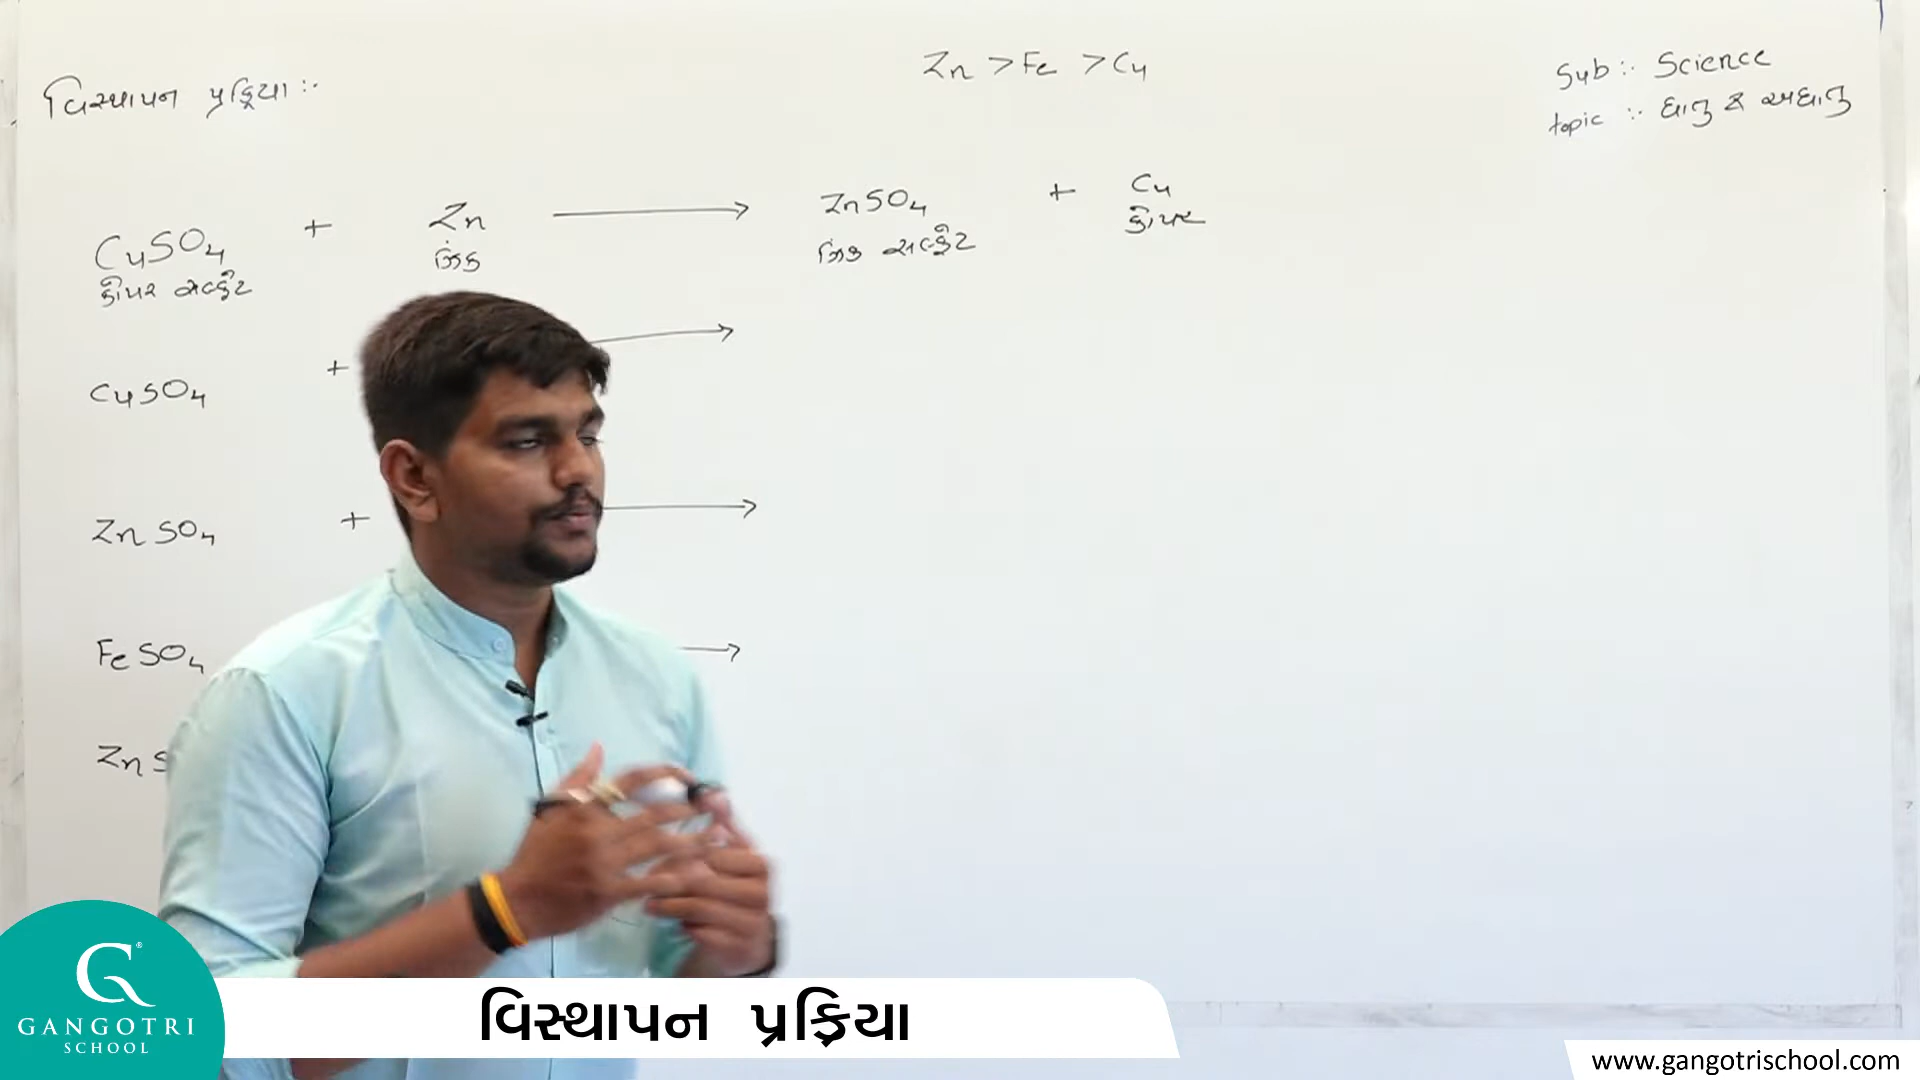 Zn > Fe > Cu
Sub :- Science
વિસ્થાપન પ્રક્રિયા :-
topic :- ધાતુ & અધાતુ
CuSO4 + Zn → ZnSO4 + Cu
કોપર સલ્ફેટ ઝિંક ઝિંક સલ્ફેટ કોપર
CuSO4 + →
ZnSO4 + →
FeSO4 →
ZnS
GANGOTRI
SCHOOL
વિસ્થાપન પ્રક્રિયા
www.gangotrischool.com